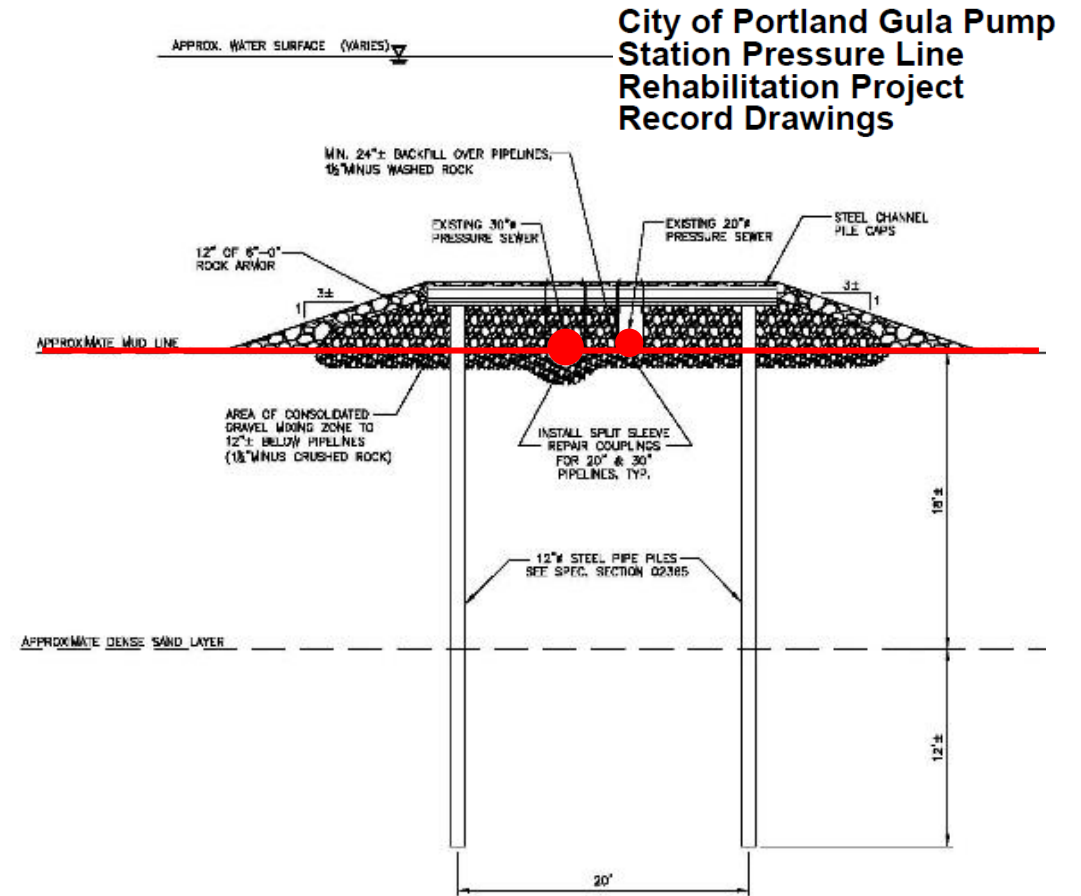 City of Portland Gula Pump
Station Pressure Line
Rehabilitation Project
Record Drawings
APPROX. WATER SURFACE (VARIES)
MIN. 24"± BACKFILL OVER PIPELINES,
1½"MINUS WASHED ROCK
EXISTING 30"ø
PRESSURE SEWER
EXISTING 20"ø
PRESSURE SEWER
STEEL CHANNEL
PILE CAPS
12" OF 6"-0"
ROCK ARMOR
3±
1
3±
1
APPROXIMATE MUD LINE
AREA OF CONSOLIDATED
GRAVEL MIXING ZONE TO
12"± BELOW PIPELINES
(1½"MINUS CRUSHED ROCK)
INSTALL SPLIT SLEEVE
REPAIR COUPLINGS
FOR 20" & 30"
PIPELINES, TYP.
18'±
12"ø STEEL PIPE PILES
SEE SPEC. SECTION 02365
APPROXIMATE DENSE SAND LAYER
12'±
20'